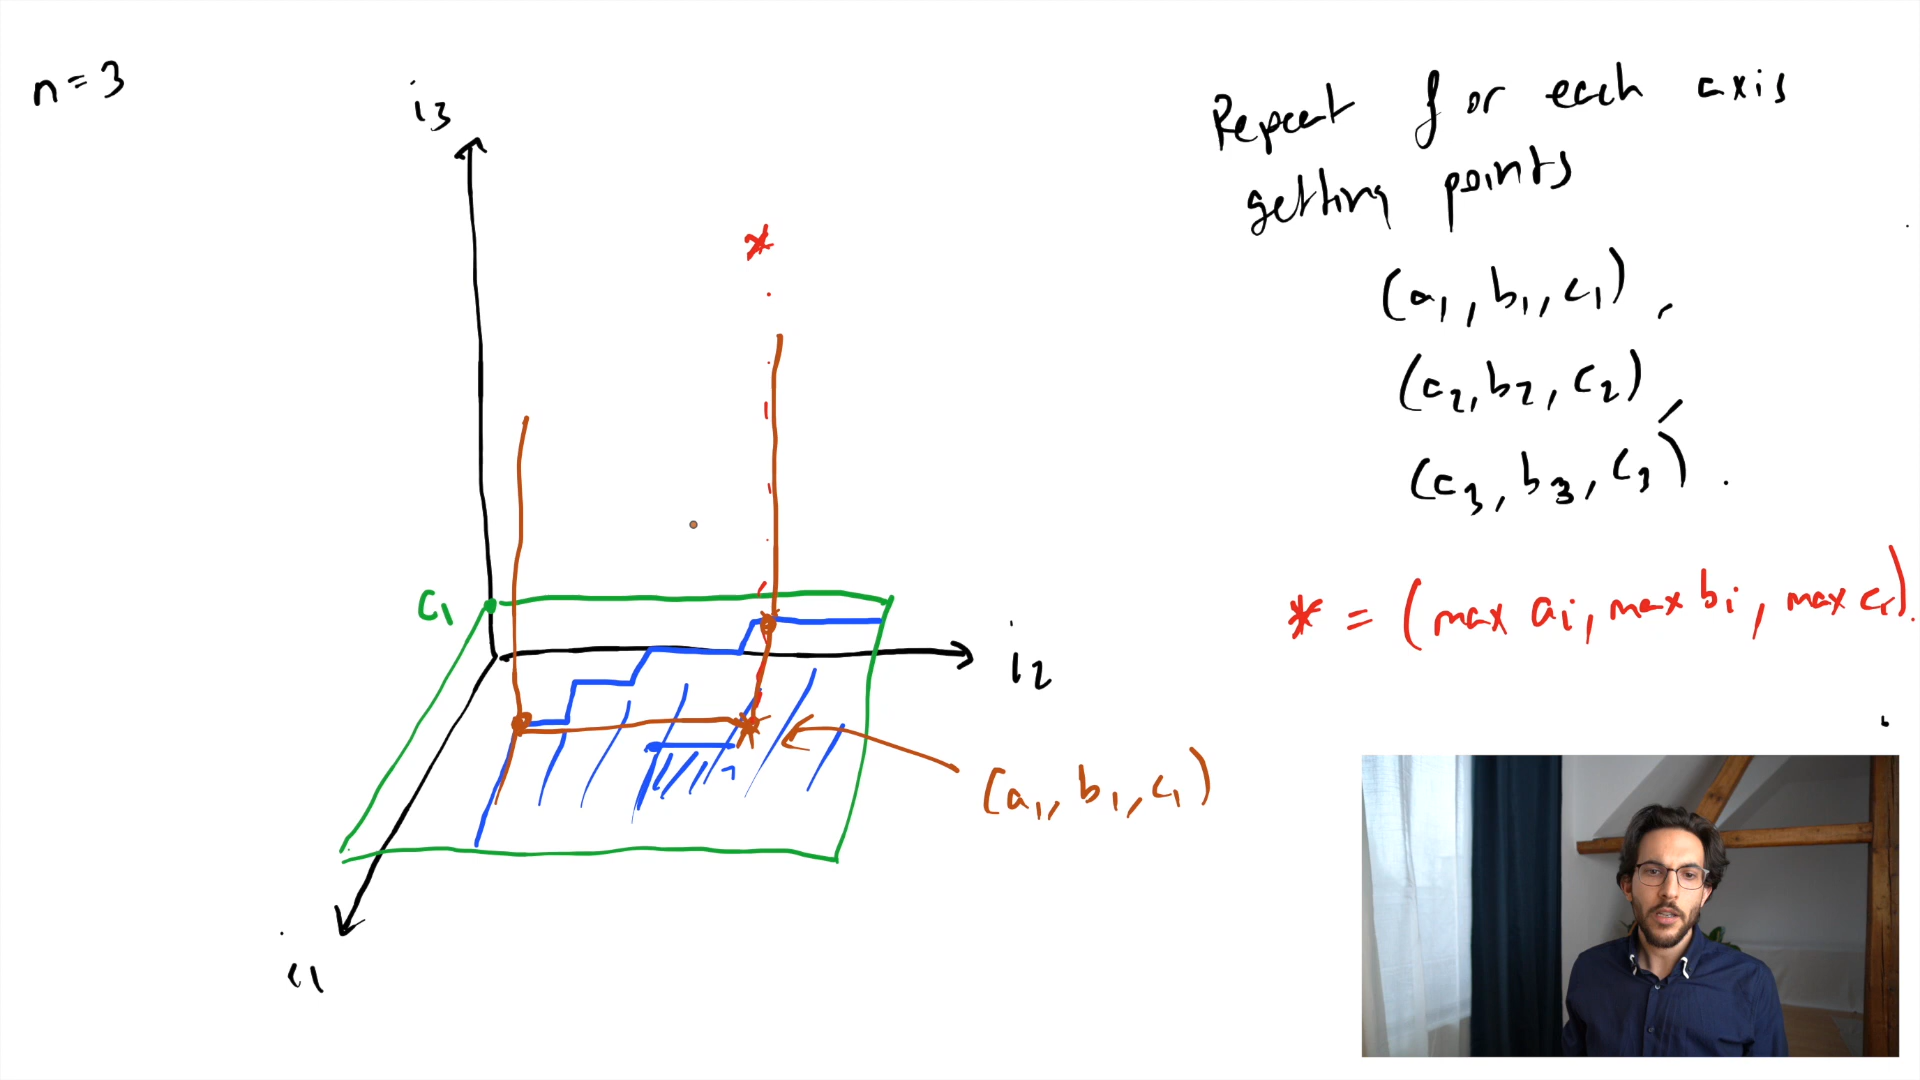 n=3
i3
Repeat for each axis
getting points
(a1, b1, c1),
(a2, b2, c2),
(a3, b3, c3).
* = (max ai, max bi, max ci).
c1
i2
(a1, b1, c1)
i1